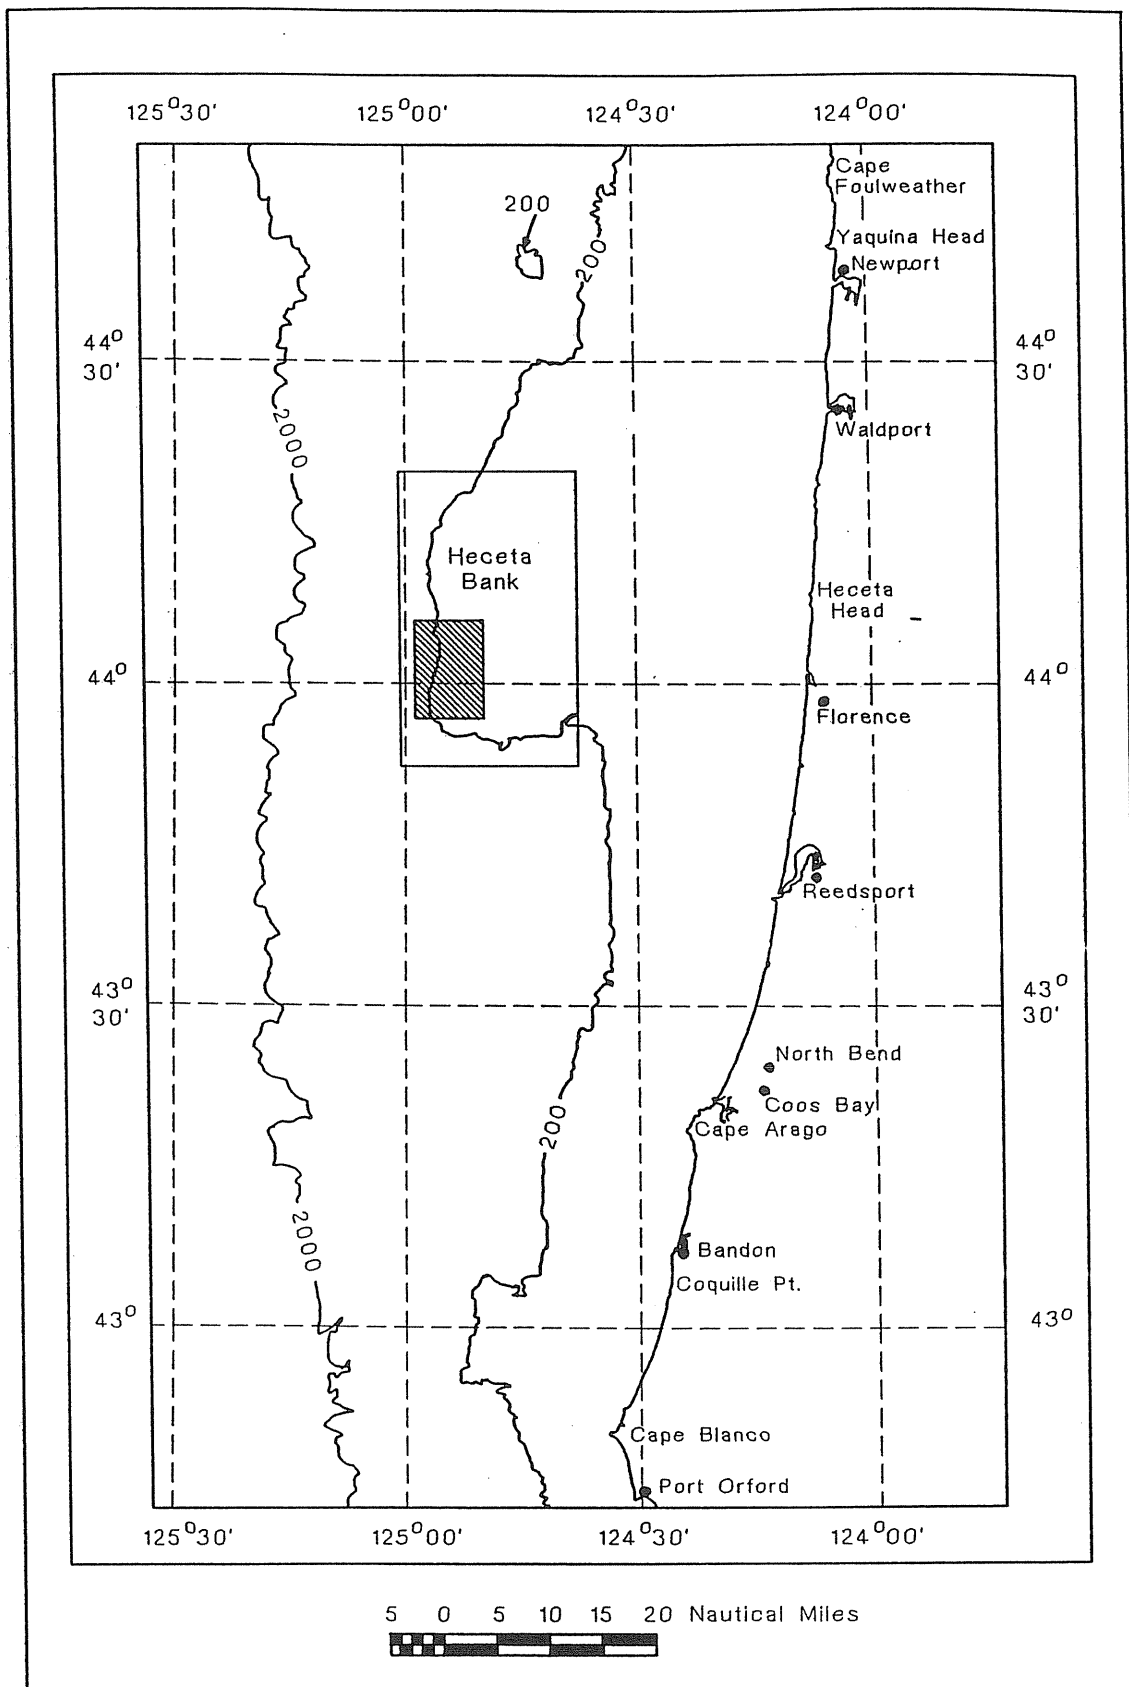 125°30' 125°00' 124°30' 124°00'
Cape
Foulweather
200
Yaquina Head
Newport
200
44°
30'
44°
30'
2000
Waldport
Heceta
Bank
Heceta
Head
44°
44°
Florence
Reedsport
43°
30'
43°
30'
North Bend
Coos Bay
200
Cape Arago
2000
Bandon
Coquille Pt.
43°
43°
Cape Blanco
Port Orford
125°30' 125°00' 124°30' 124°00'
5 0 5 10 15 20 Nautical Miles